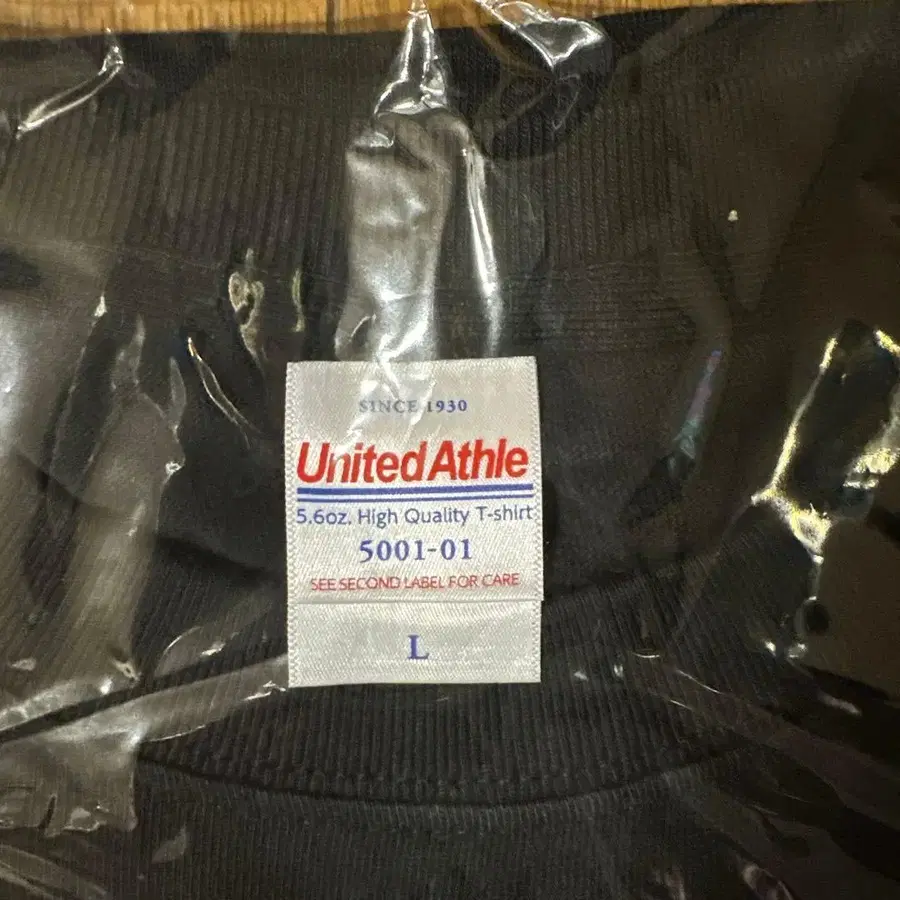 SINCE 1930
United Athle
5.6oz. High Quality T-shirt
5001-01
SEE SECOND LABEL FOR CARE
L